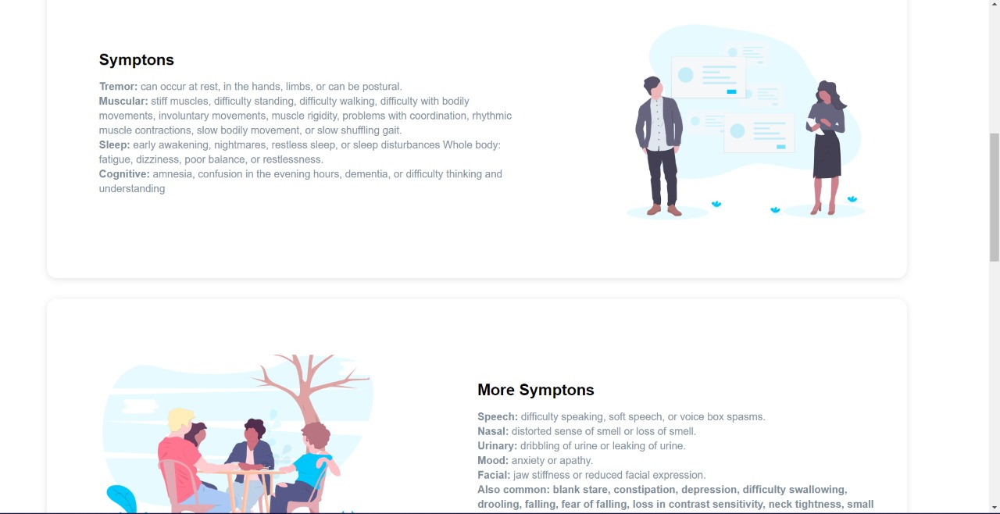 Symptons
Tremor: can occur at rest, in the hands, limbs, or can be postural.
Muscular: stiff muscles, difficulty standing, difficulty walking, difficulty with bodily
movements, involuntary movements, muscle rigidity, problems with coordination, rhythmic
muscle contractions, slow bodily movement, or slow shuffling gait.
Sleep: early awakening, nightmares, restless sleep, or sleep disturbances Whole body:
fatigue, dizziness, poor balance, or restlessness.
Cognitive: amnesia, confusion in the evening hours, dementia, or difficulty thinking and
understanding
More Symptons
Speech: difficulty speaking, soft speech, or voice box spasms.
Nasal: distorted sense of smell or loss of smell.
Urinary: dribbling of urine or leaking of urine.
Mood: anxiety or apathy.
Facial: jaw stiffness or reduced facial expression.
Also common: blank stare, constipation, depression, difficulty swallowing,
drooling, falling, fear of falling, loss in contrast sensitivity, neck tightness, small